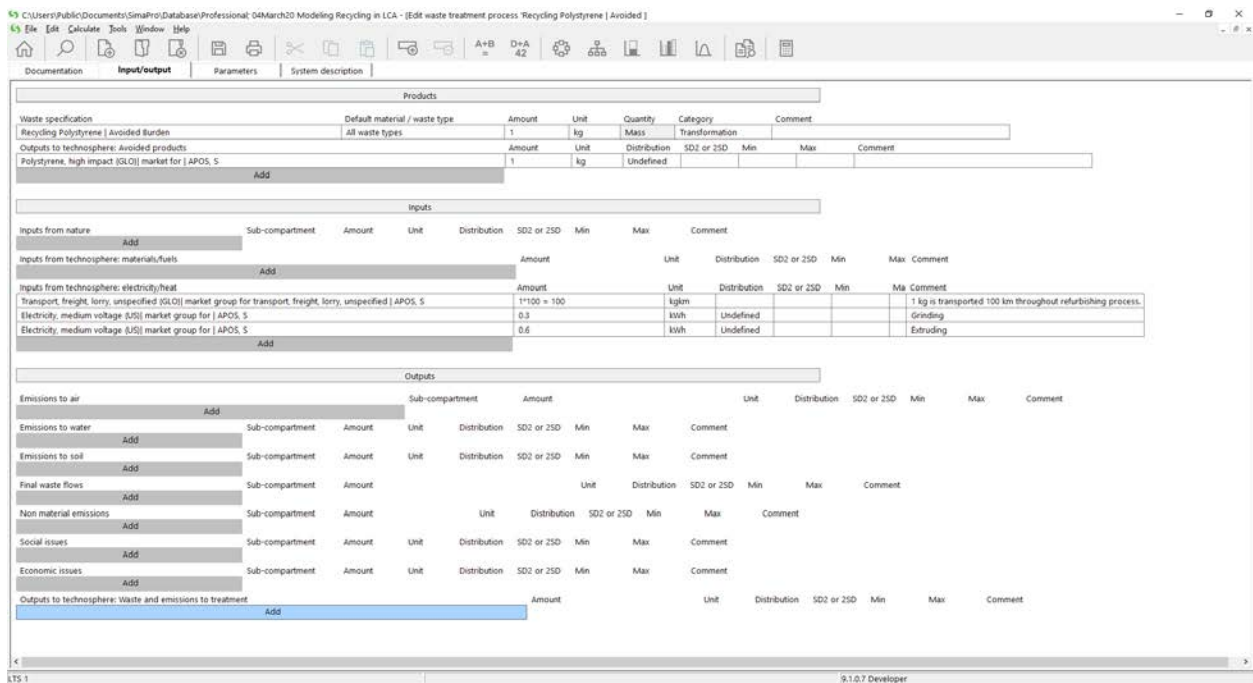 C:\Users\Public\Documents\SimaPro\Database\Professional; 04March20 Modeling Recycling in LCA - [Edit waste treatment process 'Recycling Polystyrene | Avoided ]
File Edit Calculate Tools Window Help
A+B = D+A 42
Documentation Input/output Parameters System description
Products
Waste specification Default material / waste type Amount Unit Quantity Category Comment
Recycling Polystyrene | Avoided Burden All waste types 1 kg Mass Transformation
Outputs to technosphere: Avoided products Amount Unit Distribution SD2 or 2SD Min Max Comment
Polystyrene, high impact {GLO}| market for | APOS, S 1 kg Undefined
Add
Inputs
Inputs from nature Sub-compartment Amount Unit Distribution SD2 or 2SD Min Max Comment
Add
Inputs from technosphere: materials/fuels Amount Unit Distribution SD2 or 2SD Min Max Comment
Add
Inputs from technosphere: electricity/heat Amount Unit Distribution SD2 or 2SD Min Ma Comment
Transport, freight, lorry, unspecified {GLO}| market group for transport, freight, lorry, unspecified | APOS, S 1*100 = 100 kgkm 1 kg is transported 100 km throughout refurbishing process.
Electricity, medium voltage {US}| market group for | APOS, S 0.3 kWh Undefined Grinding
Electricity, medium voltage {US}| market group for | APOS, S 0.6 kWh Undefined Extruding
Add
Outputs
Emissions to air Sub-compartment Amount Unit Distribution SD2 or 2SD Min Max Comment
Add
Emissions to water Sub-compartment Amount Unit Distribution SD2 or 2SD Min Max Comment
Add
Emissions to soil Sub-compartment Amount Unit Distribution SD2 or 2SD Min Max Comment
Add
Final waste flows Sub-compartment Amount Unit Distribution SD2 or 2SD Min Max Comment
Add
Non material emissions Sub-compartment Amount Unit Distribution SD2 or 2SD Min Max Comment
Add
Social issues Sub-compartment Amount Unit Distribution SD2 or 2SD Min Max Comment
Add
Economic issues Sub-compartment Amount Unit Distribution SD2 or 2SD Min Max Comment
Add
Outputs to technosphere: Waste and emissions to treatment Amount Unit Distribution SD2 or 2SD Min Max Comment
Add
LTS 1 9.1.0.7 Developer